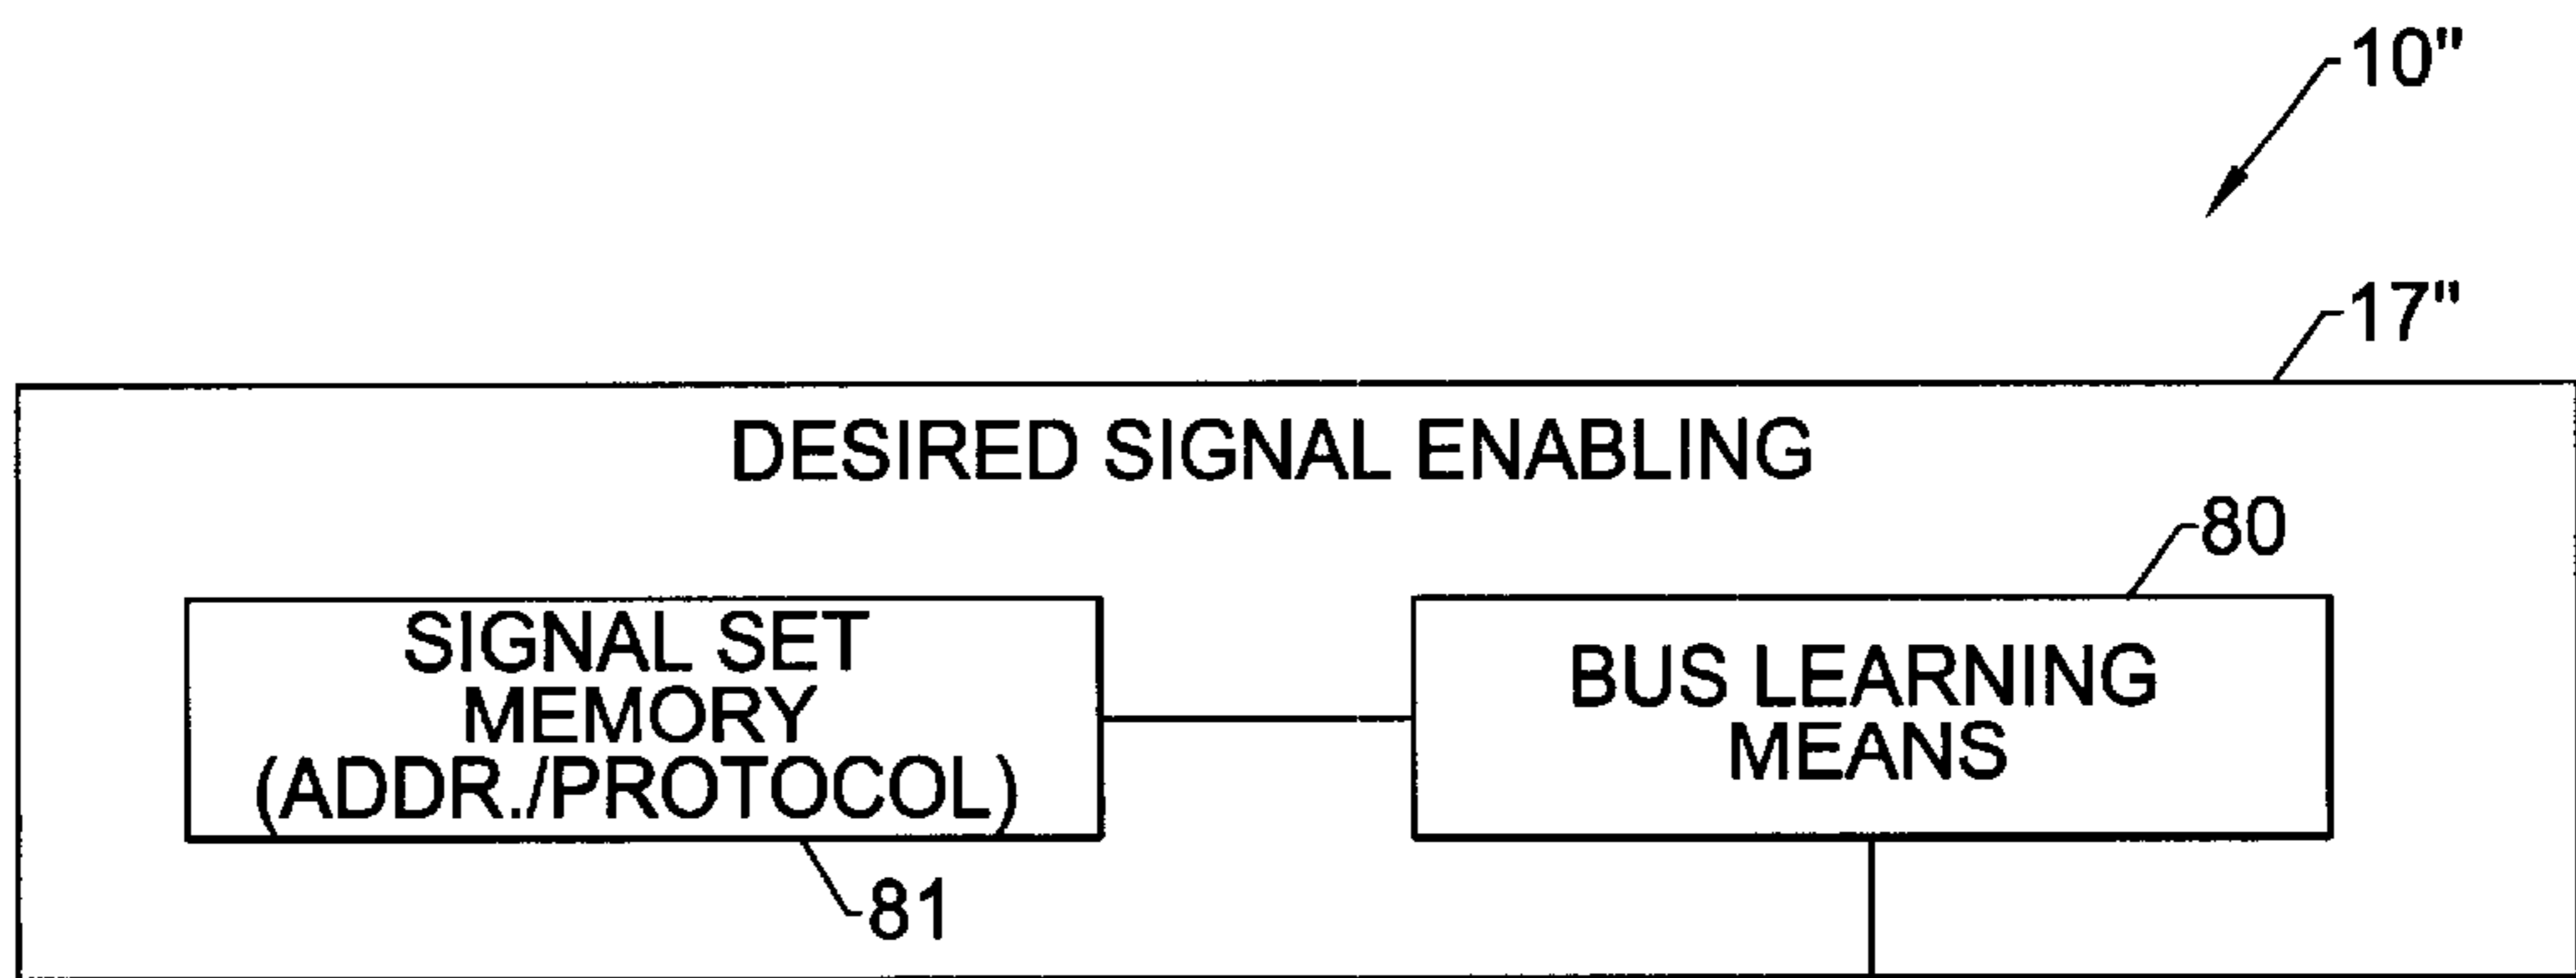 10"
17"
DESIRED SIGNAL ENABLING
80
SIGNAL SET
MEMORY
(ADDR./PROTOCOL)
BUS LEARNING
MEANS
81